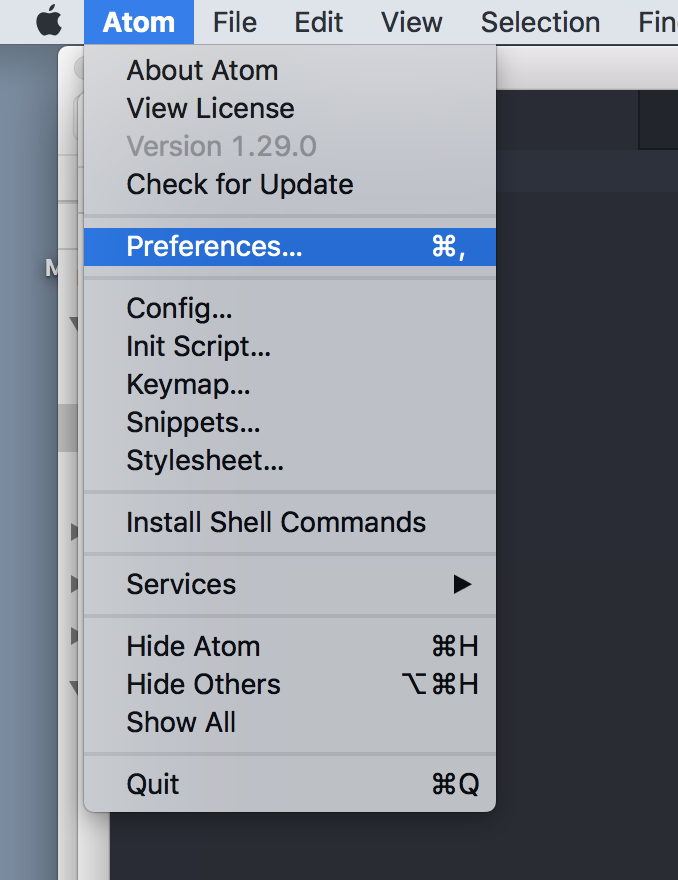 Atom File Edit View Selection Fin
About Atom
View License
Version 1.29.0
Check for Update
Preferences... ⌘,
Config...
Init Script...
Keymap...
Snippets...
Stylesheet...
Install Shell Commands
Services
Hide Atom ⌘H
Hide Others ⌥⌘H
Show All
Quit ⌘Q
M